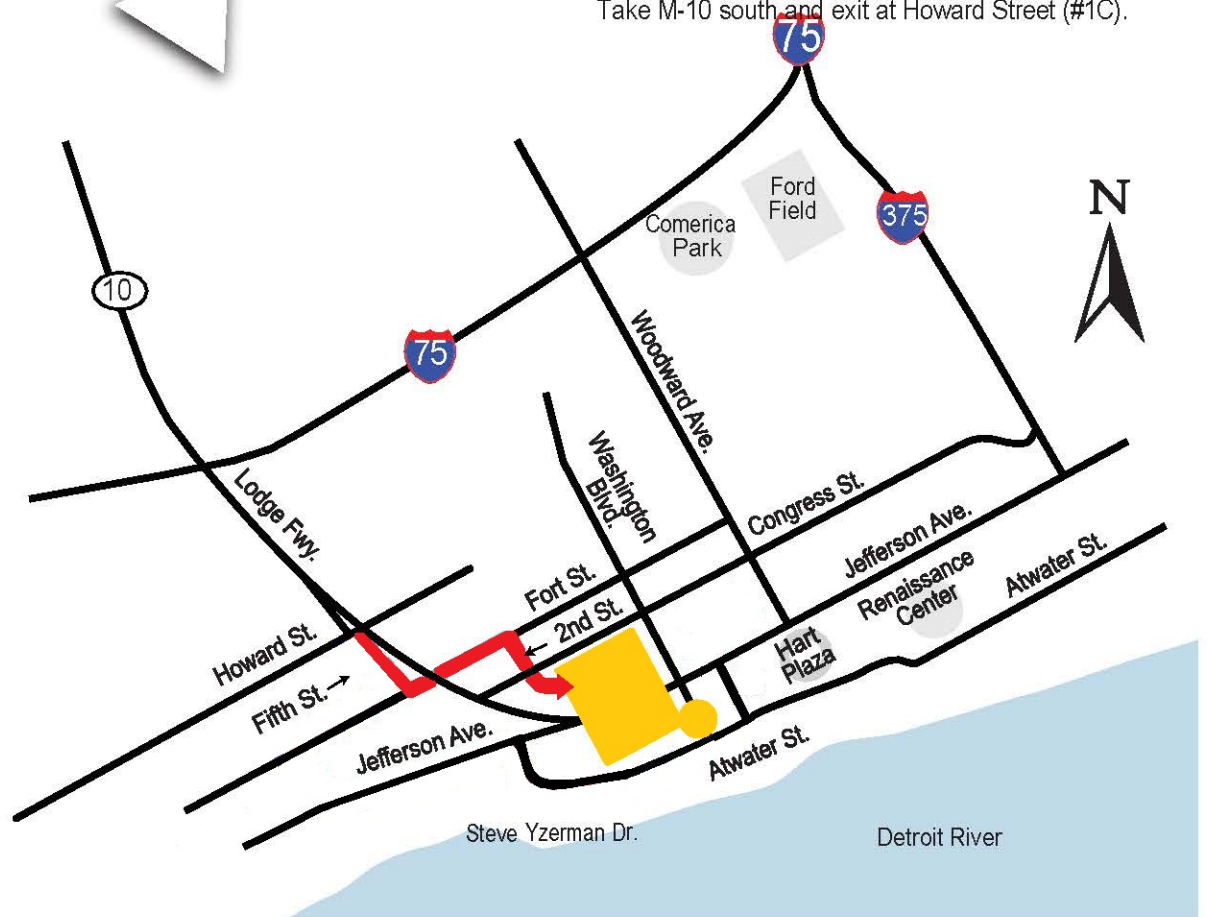 Take M-10 south and exit at Howard Street (#1C).
75
Ford
Field
N
375
Comerica
Park
10
75
Woodward Ave.
Washington
Blvd.
Lodge Fwy.
Congress St.
Jefferson Ave.
Renaissance
Center
Atwater St.
Fort St.
2nd St.
Howard St.
Hart
Plaza
Fifth St.
Jefferson Ave.
Atwater St.
Steve Yzerman Dr.
Detroit River